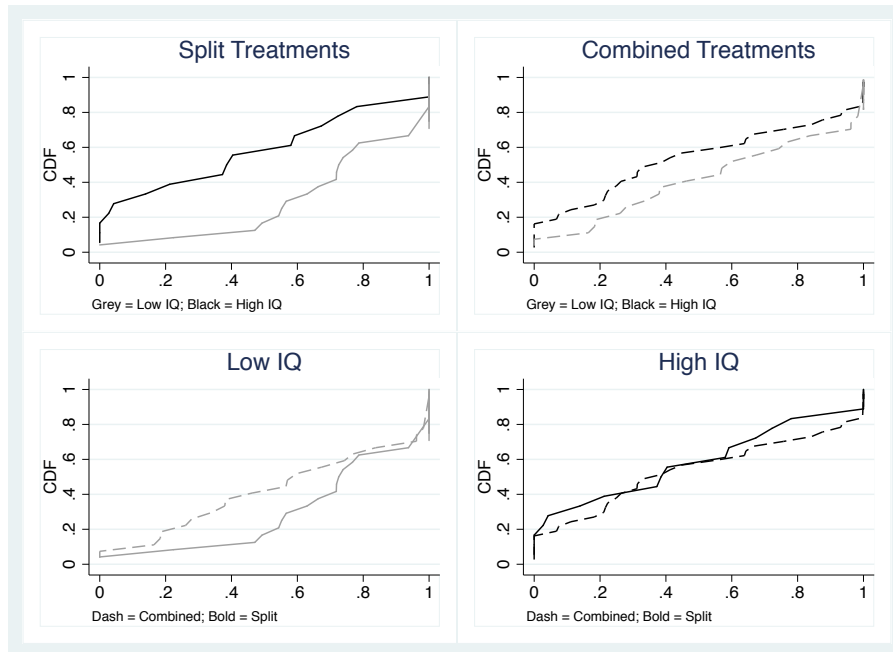 Split Treatments
CDF
0 .2 .4 .6 .8 1
0 .2 .4 .6 .8 1
Grey = Low IQ; Black = High IQ
Combined Treatments
CDF
0 .2 .4 .6 .8 1
0 .2 .4 .6 .8 1
Grey = Low IQ; Black = High IQ
Low IQ
CDF
0 .2 .4 .6 .8 1
0 .2 .4 .6 .8 1
Dash = Combined; Bold = Split
High IQ
CDF
0 .2 .4 .6 .8 1
0 .2 .4 .6 .8 1
Dash = Combined; Bold = Split